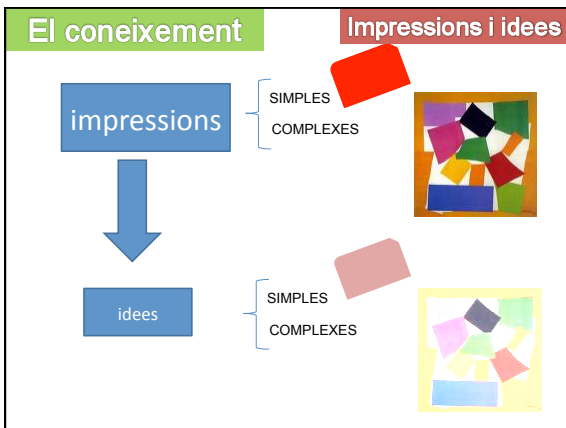 El coneixement
Impressions i idees
impressions
SIMPLES
COMPLEXES
idees
SIMPLES
COMPLEXES